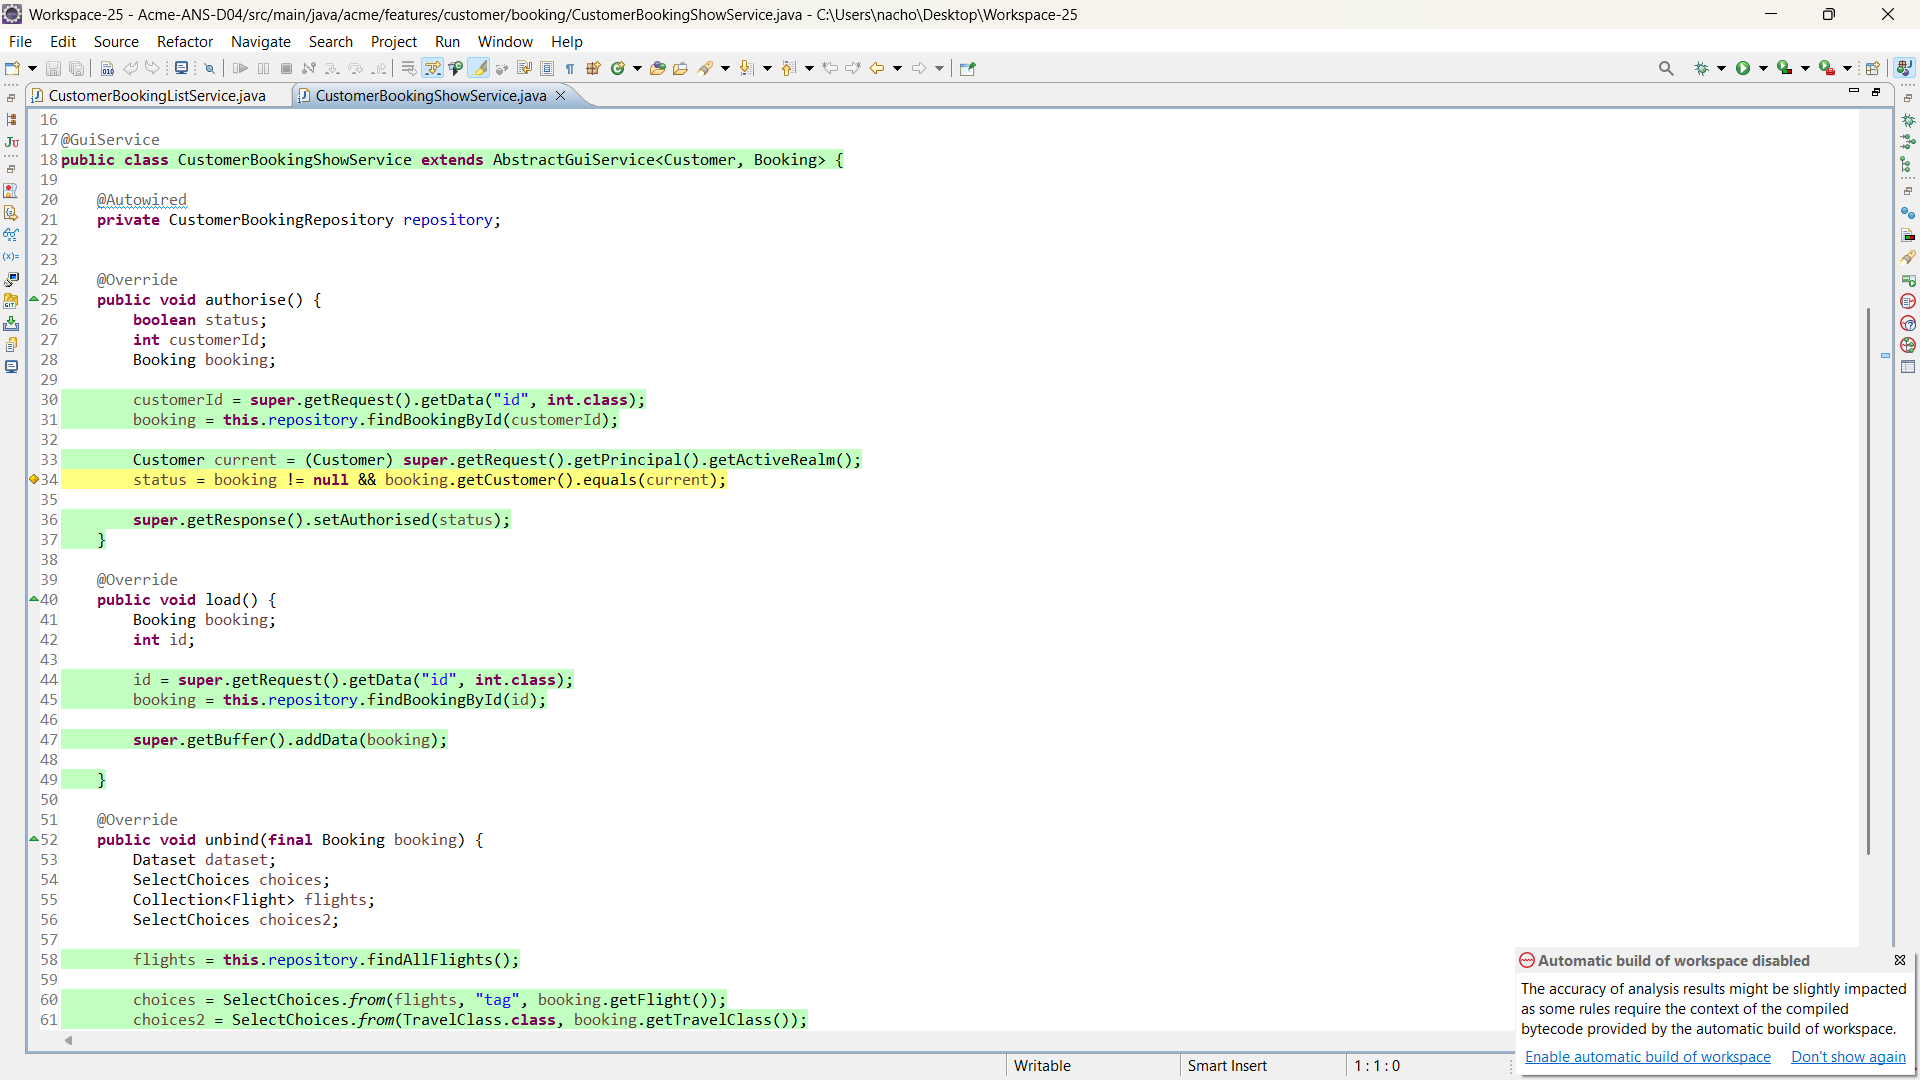 Workspace-25 - Acme-ANS-D04/src/main/java/acme/features/customer/booking/CustomerBookingShowService.java - C:\Users\nacho\Desktop\Workspace-25
File Edit Source Refactor Navigate Search Project Run Window Help
CustomerBookingListService.java CustomerBookingShowService.java
16
17 @GuiService
18 public class CustomerBookingShowService extends AbstractGuiService<Customer, Booking> {
19
20 @Autowired
21 private CustomerBookingRepository repository;
22
23
24 @Override
25 public void authorise() {
26 boolean status;
27 int customerId;
28 Booking booking;
29
30 customerId = super.getRequest().getData("id", int.class);
31 booking = this.repository.findBookingById(customerId);
32
33 Customer current = (Customer) super.getRequest().getPrincipal().getActiveRealm();
34 status = booking != null && booking.getCustomer().equals(current);
35
36 super.getResponse().setAuthorised(status);
37 }
38
39 @Override
40 public void load() {
41 Booking booking;
42 int id;
43
44 id = super.getRequest().getData("id", int.class);
45 booking = this.repository.findBookingById(id);
46
47 super.getBuffer().addData(booking);
48
49 }
50
51 @Override
52 public void unbind(final Booking booking) {
53 Dataset dataset;
54 SelectChoices choices;
55 Collection<Flight> flights;
56 SelectChoices choices2;
57
58 flights = this.repository.findAllFlights();
59
60 choices = SelectChoices.from(flights, "tag", booking.getFlight());
61 choices2 = SelectChoices.from(TravelClass.class, booking.getTravelClass());
Automatic build of workspace disabled
The accuracy of analysis results might be slightly impacted
as some rules require the context of the compiled
bytecode provided by the automatic build of workspace.
Enable automatic build of workspace Don't show again
Writable Smart Insert 1 : 1 : 0